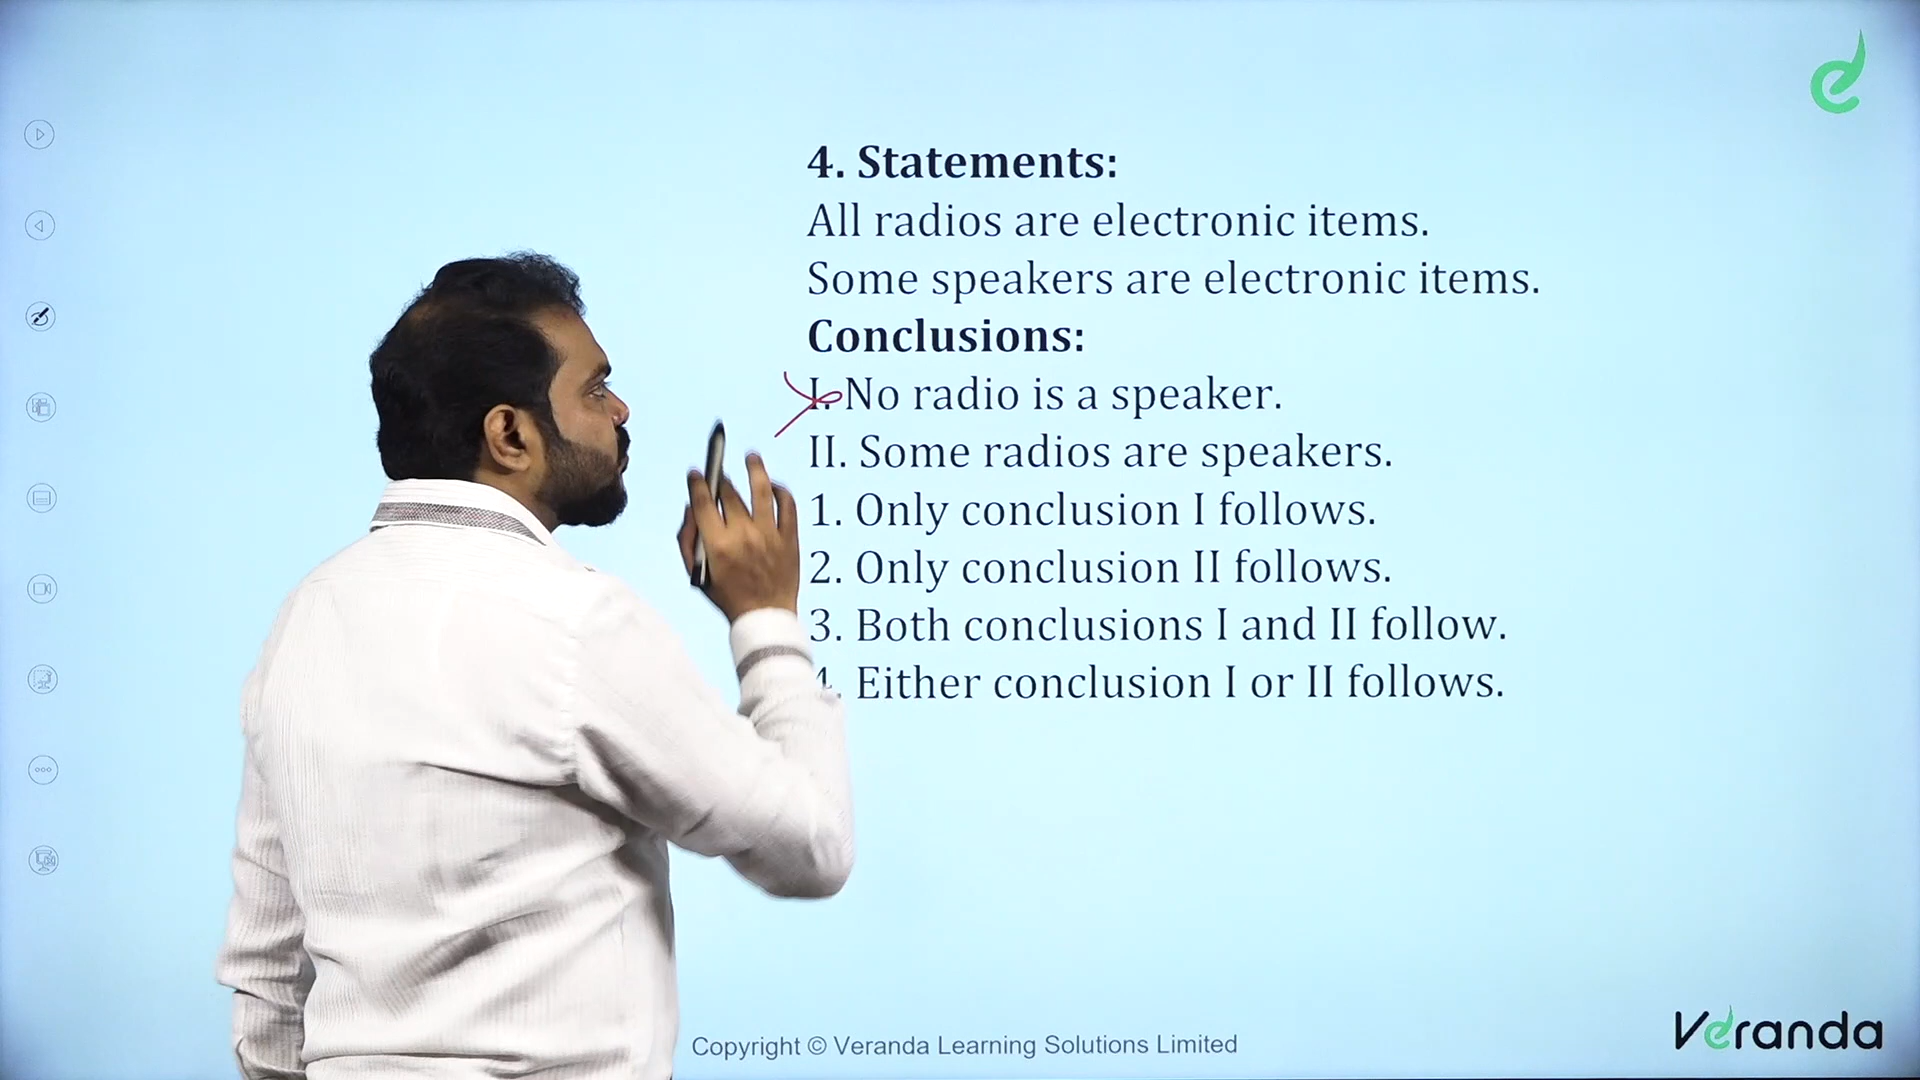 4. Statements:
All radios are electronic items.
Some speakers are electronic items.
Conclusions:
I. No radio is a speaker.
II. Some radios are speakers.
1. Only conclusion I follows.
2. Only conclusion II follows.
3. Both conclusions I and II follow.
4. Either conclusion I or II follows.
Copyright © Veranda Learning Solutions Limited
Veranda